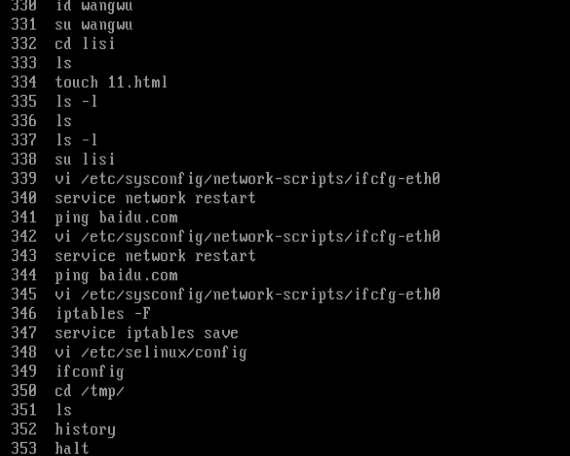 330 id wangwu
331 su wangwu
332 cd lisi
333 ls
334 touch 11.html
335 ls -l
336 ls
337 ls -l
338 su lisi
339 vi /etc/sysconfig/network-scripts/ifcfg-eth0
340 service network restart
341 ping baidu.com
342 vi /etc/sysconfig/network-scripts/ifcfg-eth0
343 service network restart
344 ping baidu.com
345 vi /etc/sysconfig/network-scripts/ifcfg-eth0
346 iptables -F
347 service iptables save
348 vi /etc/selinux/config
349 ifconfig
350 cd /tmp/
351 ls
352 history
353 halt